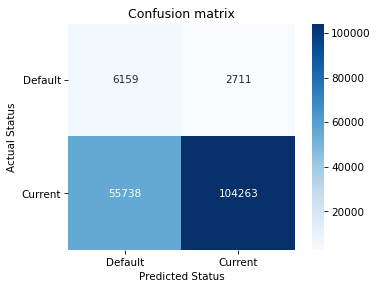 Confusion matrix
Default 6159 2711
Current 55738 104263
Default Current
Predicted Status
Actual Status
100000
80000
60000
40000
20000